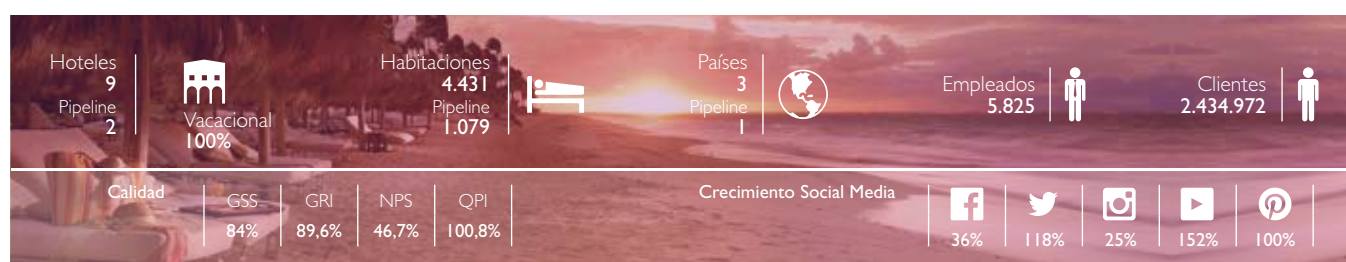 Hoteles
9
Pipeline
2
Vacacional
100%
Habitaciones
4.431
Pipeline
1.079
Países
3
Pipeline
1
Empleados
5.825
Clientes
2.434.972
Calidad
GSS
84%
GRI
89,6%
NPS
46,7%
QPI
100,8%
Crecimiento Social Media
36%
118%
25%
152%
100%